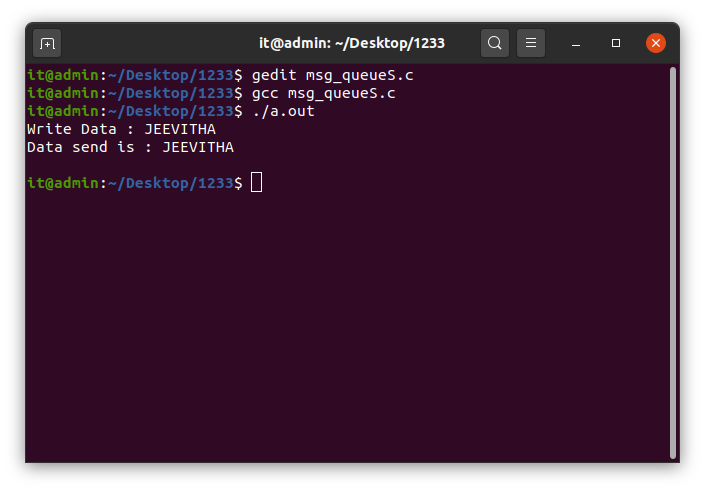 it@admin: ~/Desktop/1233
it@admin:~/Desktop/1233$ gedit msg_queueS.c
it@admin:~/Desktop/1233$ gcc msg_queueS.c
it@admin:~/Desktop/1233$ ./a.out
Write Data : JEEVITHA
Data send is : JEEVITHA
it@admin:~/Desktop/1233$